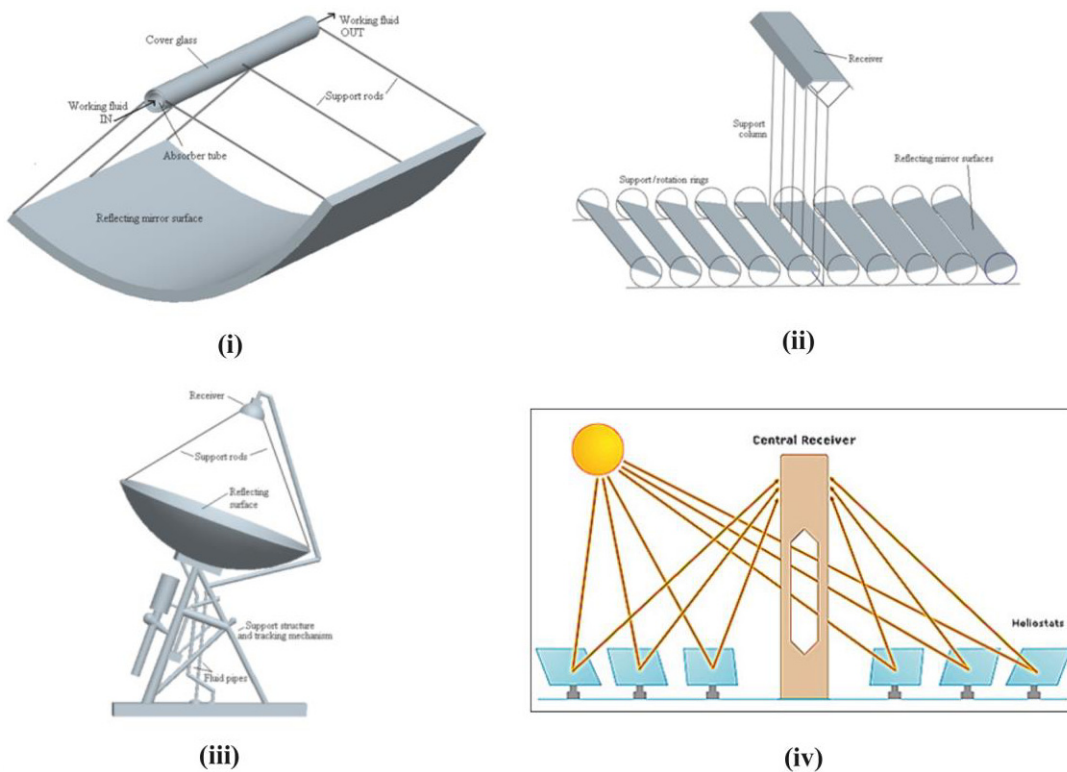 Working fluid
OUT
Cover glass
Working fluid
IN
Support rods
Absorber tube
Reflecting mirror surface
(i)
Receiver
Support
column
Reflecting mirror surfaces
Support/rotation rings
(ii)
Receiver
Support rods
Reflecting
surface
Support structure
and tracking mechanism
Fluid pipes
(iii)
Central Receiver
Heliostats
(iv)